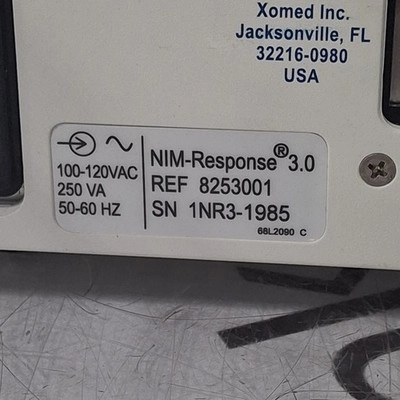 Xomed Inc.
Jacksonville, FL
32216-0980
USA
100-120VAC
250 VA
50-60 HZ
NIM-Response® 3.0
REF 8253001
SN 1NR3-1985
68L2090 C